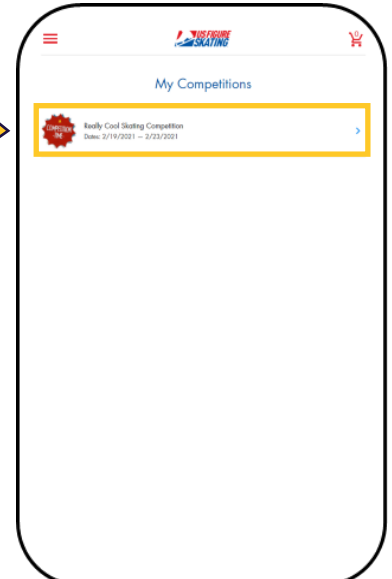 US FIGURE
SKATING
0
My Competitions
COMPETITION
TIME
Really Cool Skating Competition
Dates: 2/19/2021 — 2/23/2021